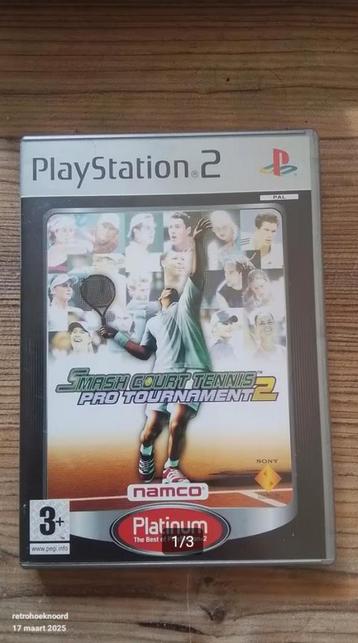 PlayStation®2
PAL
SMASH COURT TENNIS™
PRO TOURNAMENT 2
SONY
namco
3+
www.pegi.info
Platinum
The Best of
1/3
retrohoeknoord
17 maart 2025